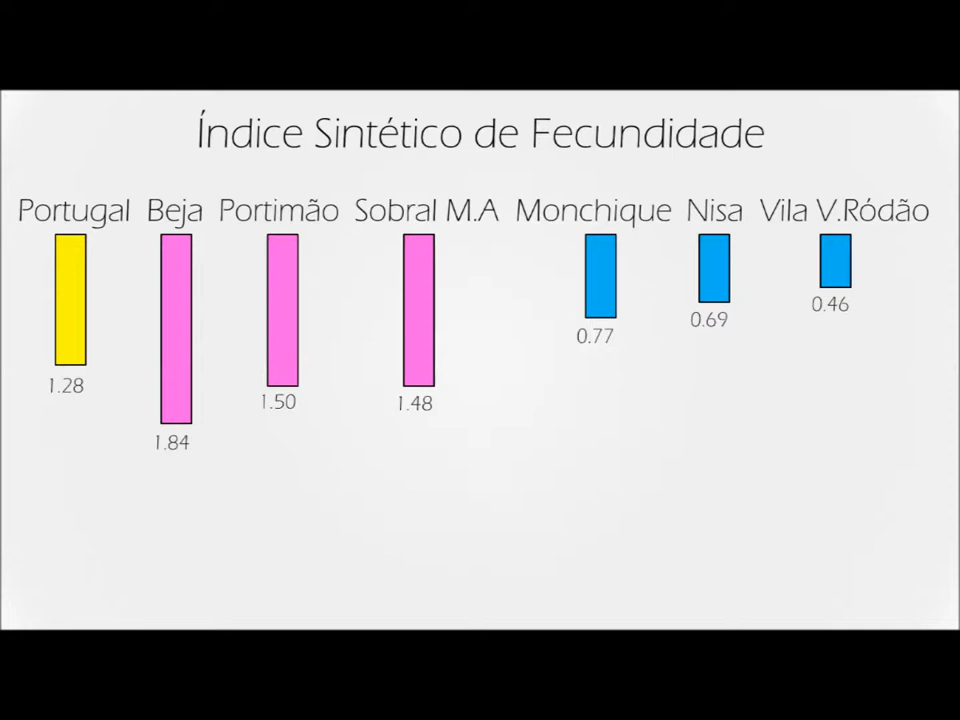 Índice Sintético de Fecundidade
Portugal Beja Portimão Sobral M.A Monchique Nisa Vila V.Ródão
1.28 1.84 1.50 1.48 0.77 0.69 0.46